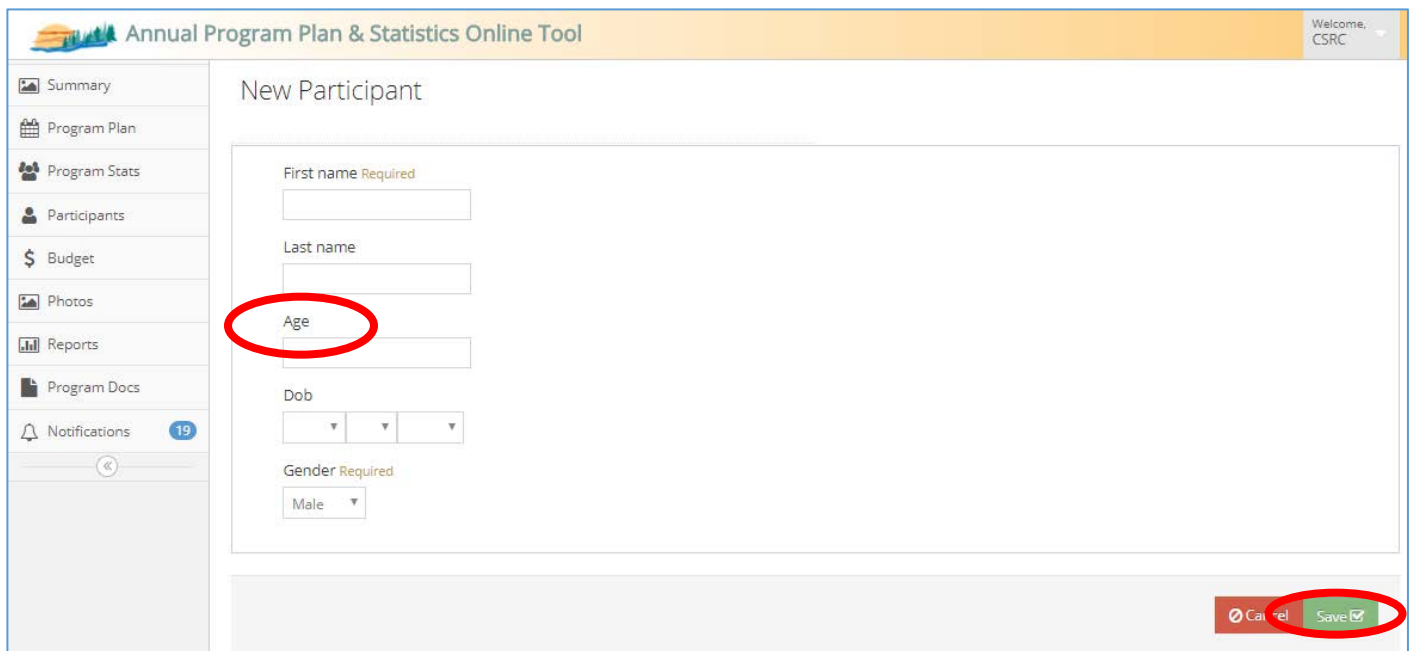 Annual Program Plan & Statistics Online Tool
Welcome,
CSRC
Summary
Program Plan
Program Stats
Participants
$ Budget
Photos
Reports
Program Docs
Notifications 19
New Participant
First name Required
Last name
Age
Dob
Gender Required
Male
Cancel
Save